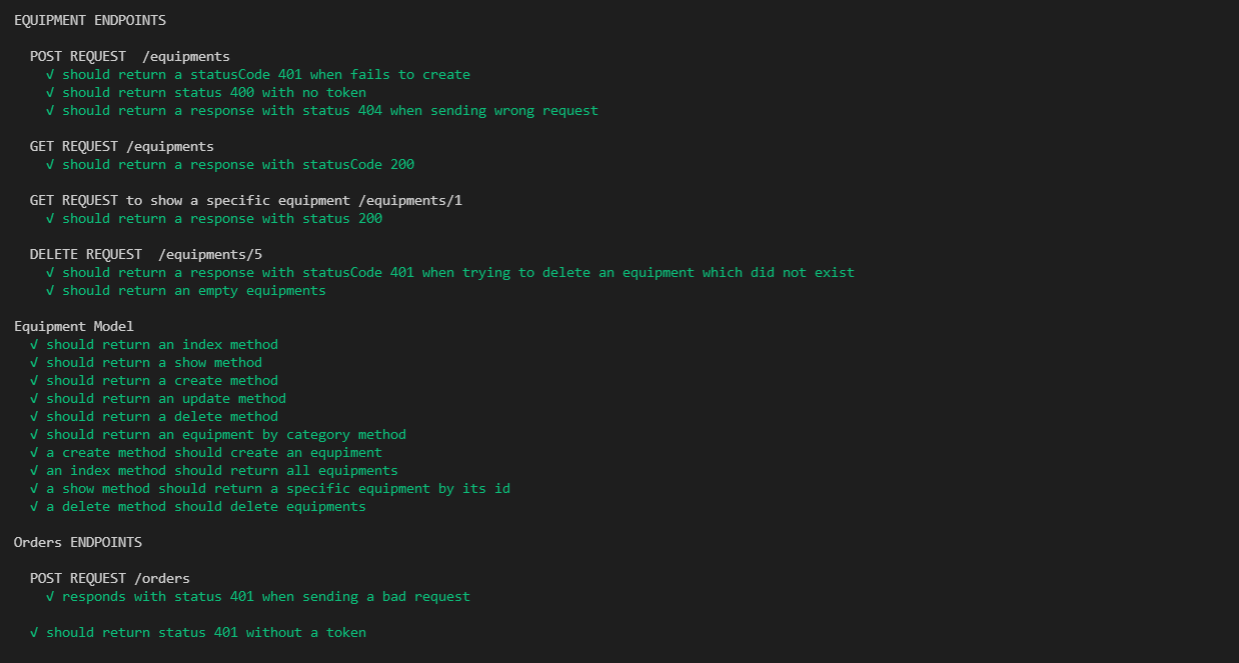 EQUIPMENT ENDPOINTS
POST REQUEST  /equipments
√ should return a statusCode 401 when fails to create
√ should return status 400 with no token
√ should return a response with status 404 when sending wrong request
GET REQUEST /equipments
√ should return a response with statusCode 200
GET REQUEST to show a specific equipment /equipments/1
√ should return a response with status 200
DELETE REQUEST  /equipments/5
√ should return a response with statusCode 401 when trying to delete an equipment which did not exist
√ should return an empty equipments
Equipment Model
√ should return an index method
√ should return a show method
√ should return a create method
√ should return an update method
√ should return a delete method
√ should return an equipment by category method
√ a create method should create an equpiment
√ an index method should return all equipments
√ a show method should return a specific equipment by its id
√ a delete method should delete equipments
Orders ENDPOINTS
POST REQUEST /orders
√ responds with status 401 when sending a bad request
√ should return status 401 without a token